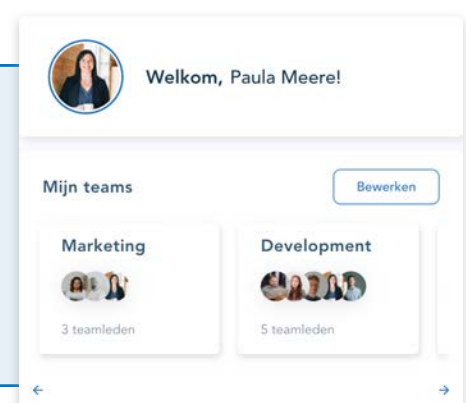 Welkom, Paula Meere!
Mijn teams
Bewerken
Marketing
Development
3 teamleden
5 teamleden